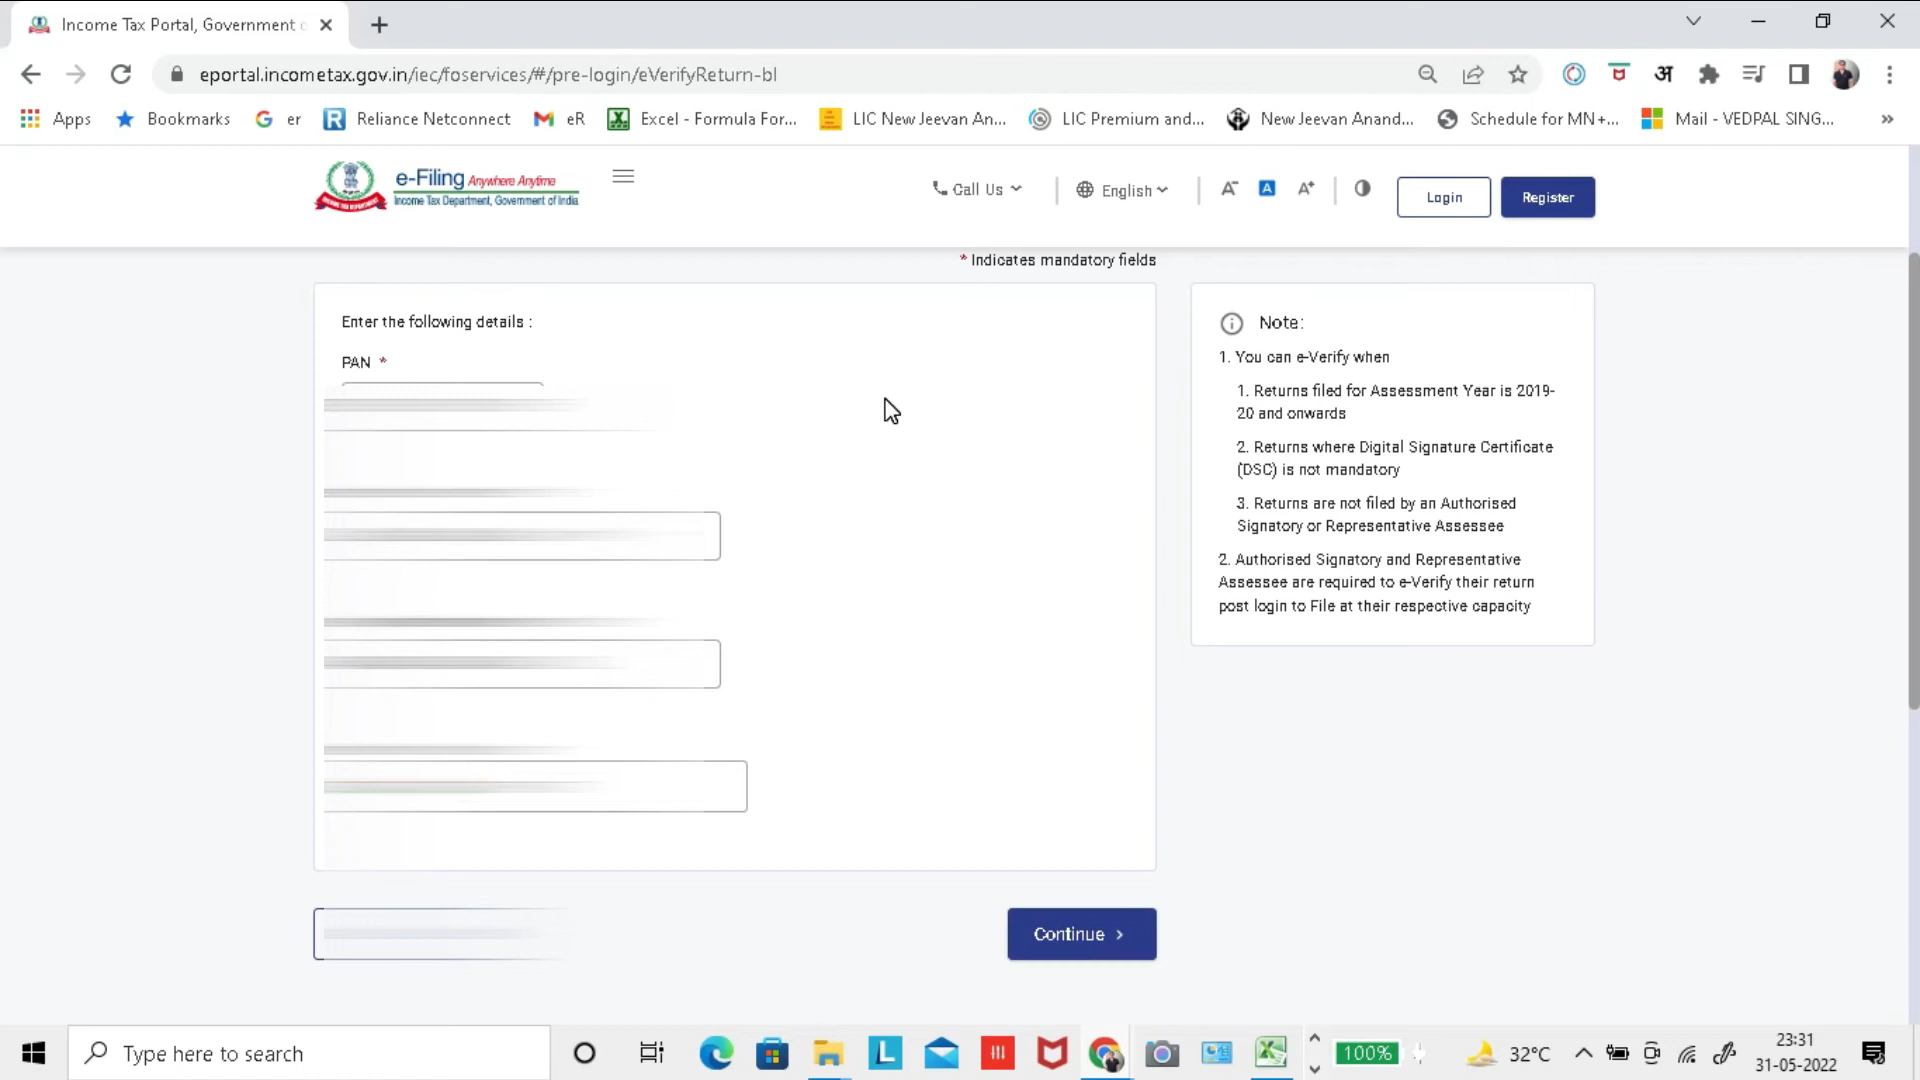 Income Tax Portal, Government
eportal.incometax.gov.in/iec/foservices/#/pre-login/eVerifyReturn-bl
अ
Apps
Bookmarks
er
Reliance Netconnect
eR
Excel - Formula For...
LIC New Jeevan An...
LIC Premium and...
New Jeevan Anand...
Schedule for MN+...
Mail - VEDPAL SING...
»
e-Filing Anywhere Anytime
Income Tax Department, Government of India
Call Us
English
A-
A
A+
Login
Register
* Indicates mandatory fields
Enter the following details :
PAN *
Continue >
Note:
1. You can e-Verify when
1. Returns filed for Assessment Year is 2019-
20 and onwards
2. Returns where Digital Signature Certificate
(DSC) is not mandatory
3. Returns are not filed by an Authorised
Signatory or Representative Assessee
2. Authorised Signatory and Representative
Assessee are required to e-Verify their return
post login to File at their respective capacity
Type here to search
100%
32°C
23:31
31-05-2022